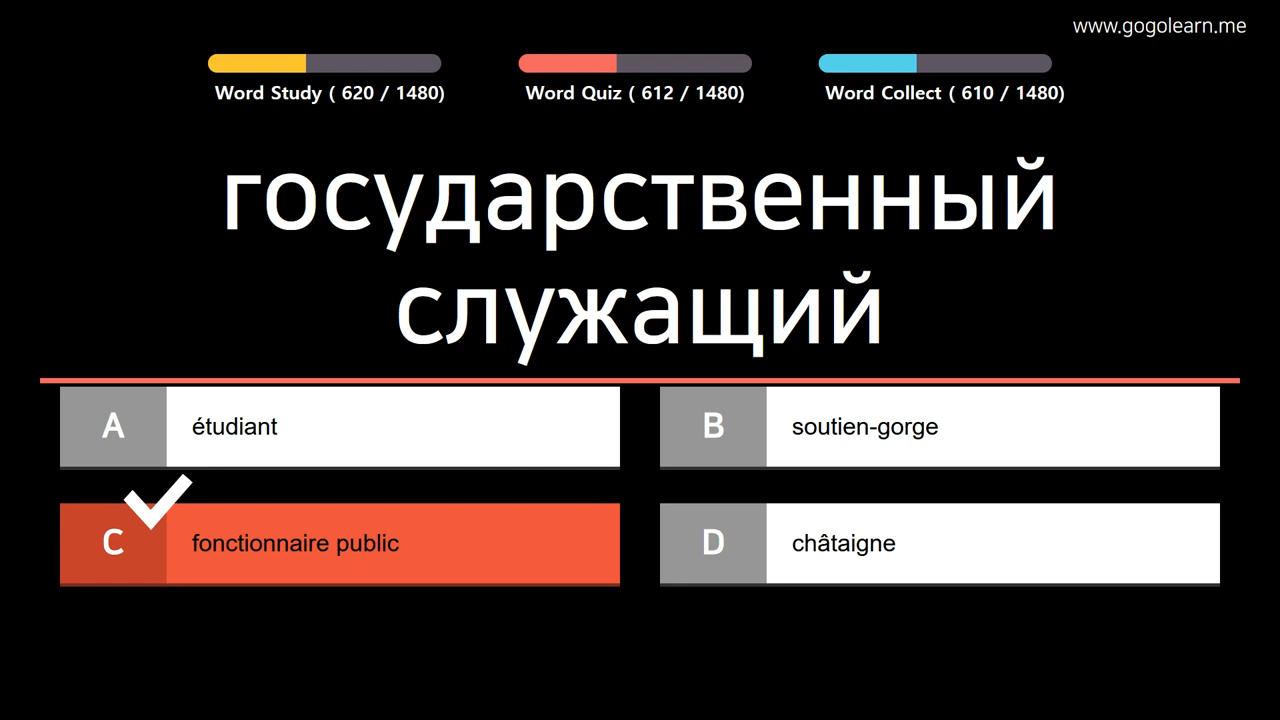 www.gogolearn.me
Word Study ( 620 / 1480)
Word Quiz ( 612 / 1480)
Word Collect ( 610 / 1480)
государственный
служащий
A étudiant
B soutien-gorge
C fonctionnaire public
D châtaigne